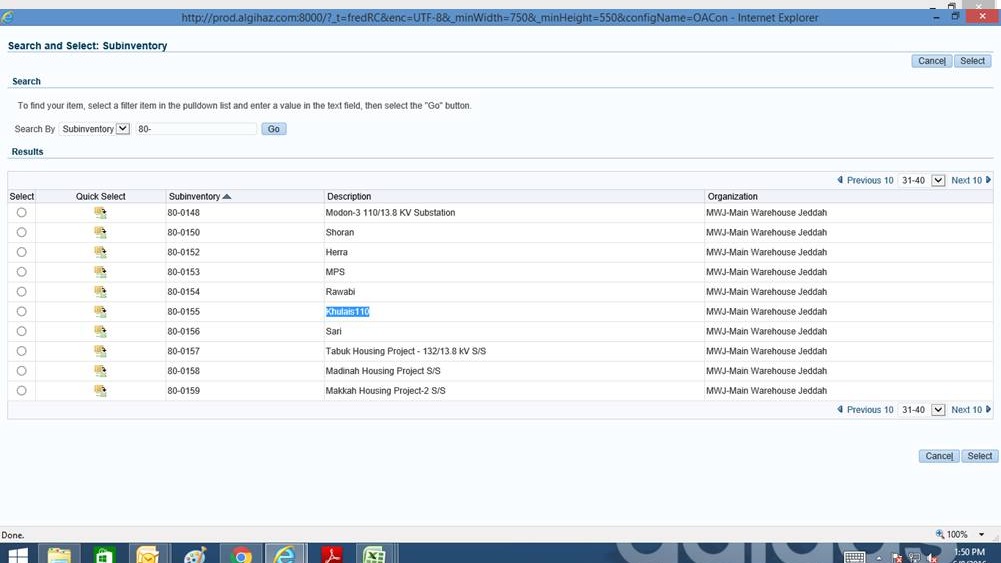 http://prod.algihaz.com:8000/?_t=fredRC&enc=UTF-8&_minWidth=750&_minHeight=550&configName=OACon - Internet Explorer
Search and Select: Subinventory
Cancel Select
Search
To find your item, select a filter item in the pulldown list and enter a value in the text field, then select the "Go" button.
Search By Subinventory 80- Go
Results
Previous 10 31-40 Next 10
Select Quick Select Subinventory Description Organization
80-0148 Modon-3 110/13.8 KV Substation MWJ-Main Warehouse Jeddah
80-0150 Shoran MWJ-Main Warehouse Jeddah
80-0152 Herra MWJ-Main Warehouse Jeddah
80-0153 MPS MWJ-Main Warehouse Jeddah
80-0154 Rawabi MWJ-Main Warehouse Jeddah
80-0155 Khulais110 MWJ-Main Warehouse Jeddah
80-0156 Sari MWJ-Main Warehouse Jeddah
80-0157 Tabuk Housing Project - 132/13.8 kV S/S MWJ-Main Warehouse Jeddah
80-0158 Madinah Housing Project S/S MWJ-Main Warehouse Jeddah
80-0159 Makkah Housing Project-2 S/S MWJ-Main Warehouse Jeddah
Previous 10 31-40 Next 10
Cancel Select
Done.
100%
1:50 PM